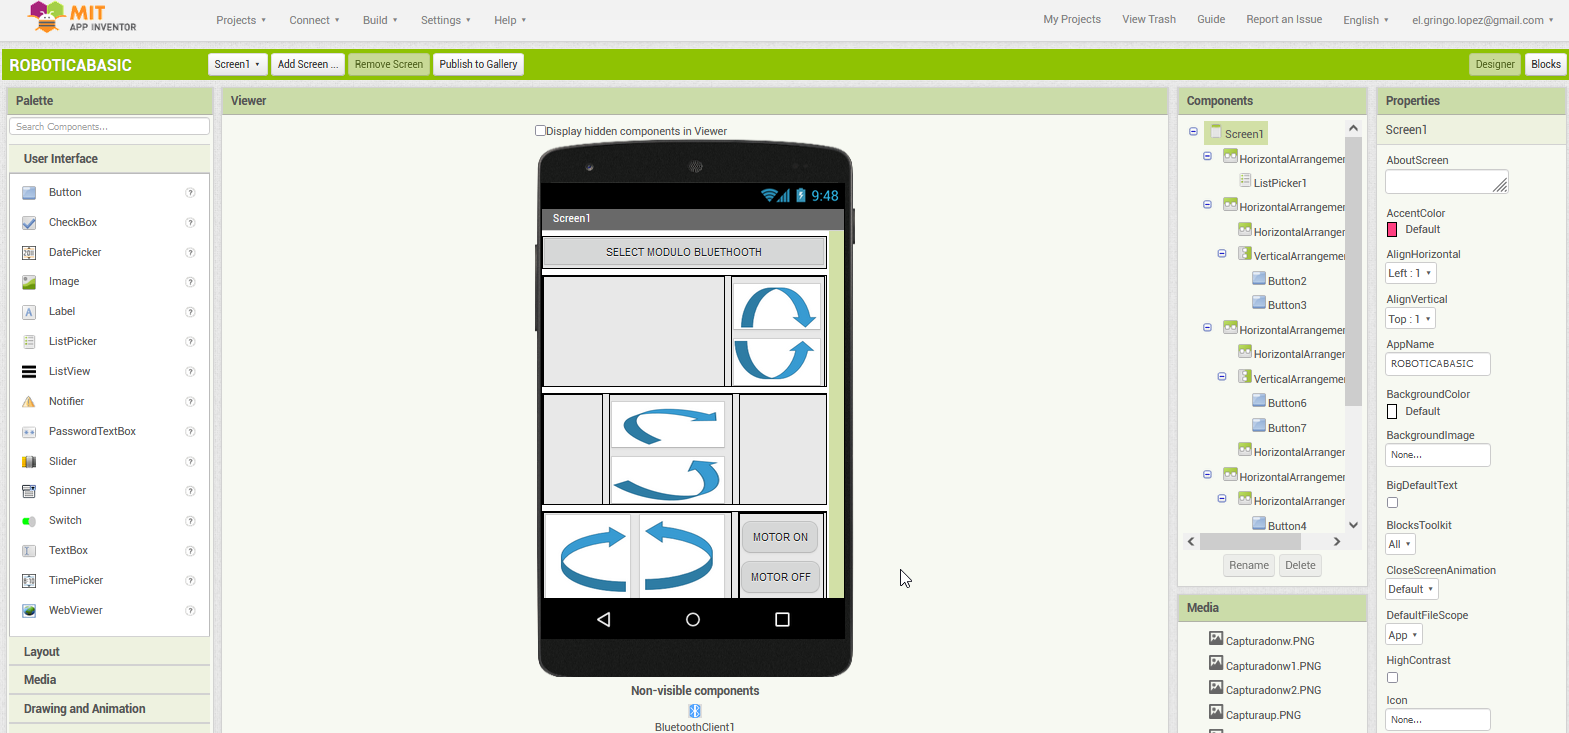 MIT
APP INVENTOR
Projects
Connect
Build
Settings
Help
My Projects
View Trash
Guide
Report an Issue
English
el.gringo.lopez@gmail.com
ROBOTICABASIC
Screen1
Add Screen ...
Remove Screen
Publish to Gallery
Designer
Blocks
Palette
Search Components...
User Interface
Button
CheckBox
DatePicker
Image
Label
ListPicker
ListView
Notifier
PasswordTextBox
Slider
Spinner
Switch
TextBox
TimePicker
WebViewer
Layout
Media
Drawing and Animation
Viewer
Display hidden components in Viewer
9:48
Screen1
SELECT MODULO BLUETHOOTH
MOTOR ON
MOTOR OFF
Non-visible components
BluetoothClient1
Components
Screen1
HorizontalArrangemer
ListPicker1
HorizontalArrangemer
HorizontalArranger
VerticalArrangeme
Button2
Button3
HorizontalArrangemer
HorizontalArranger
VerticalArrangeme
Button6
Button7
HorizontalArranger
HorizontalArrangemer
HorizontalArranger
Button4
Rename
Delete
Media
Capturadonw.PNG
Capturadonw1.PNG
Capturadonw2.PNG
Capturaup.PNG
Properties
Screen1
AboutScreen
AccentColor
Default
AlignHorizontal
Left : 1
AlignVertical
Top : 1
AppName
ROBOTICABASIC
BackgroundColor
Default
BackgroundImage
None...
BigDefaultText
BlocksToolkit
All
CloseScreenAnimation
Default
DefaultFileScope
App
HighContrast
Icon
None...